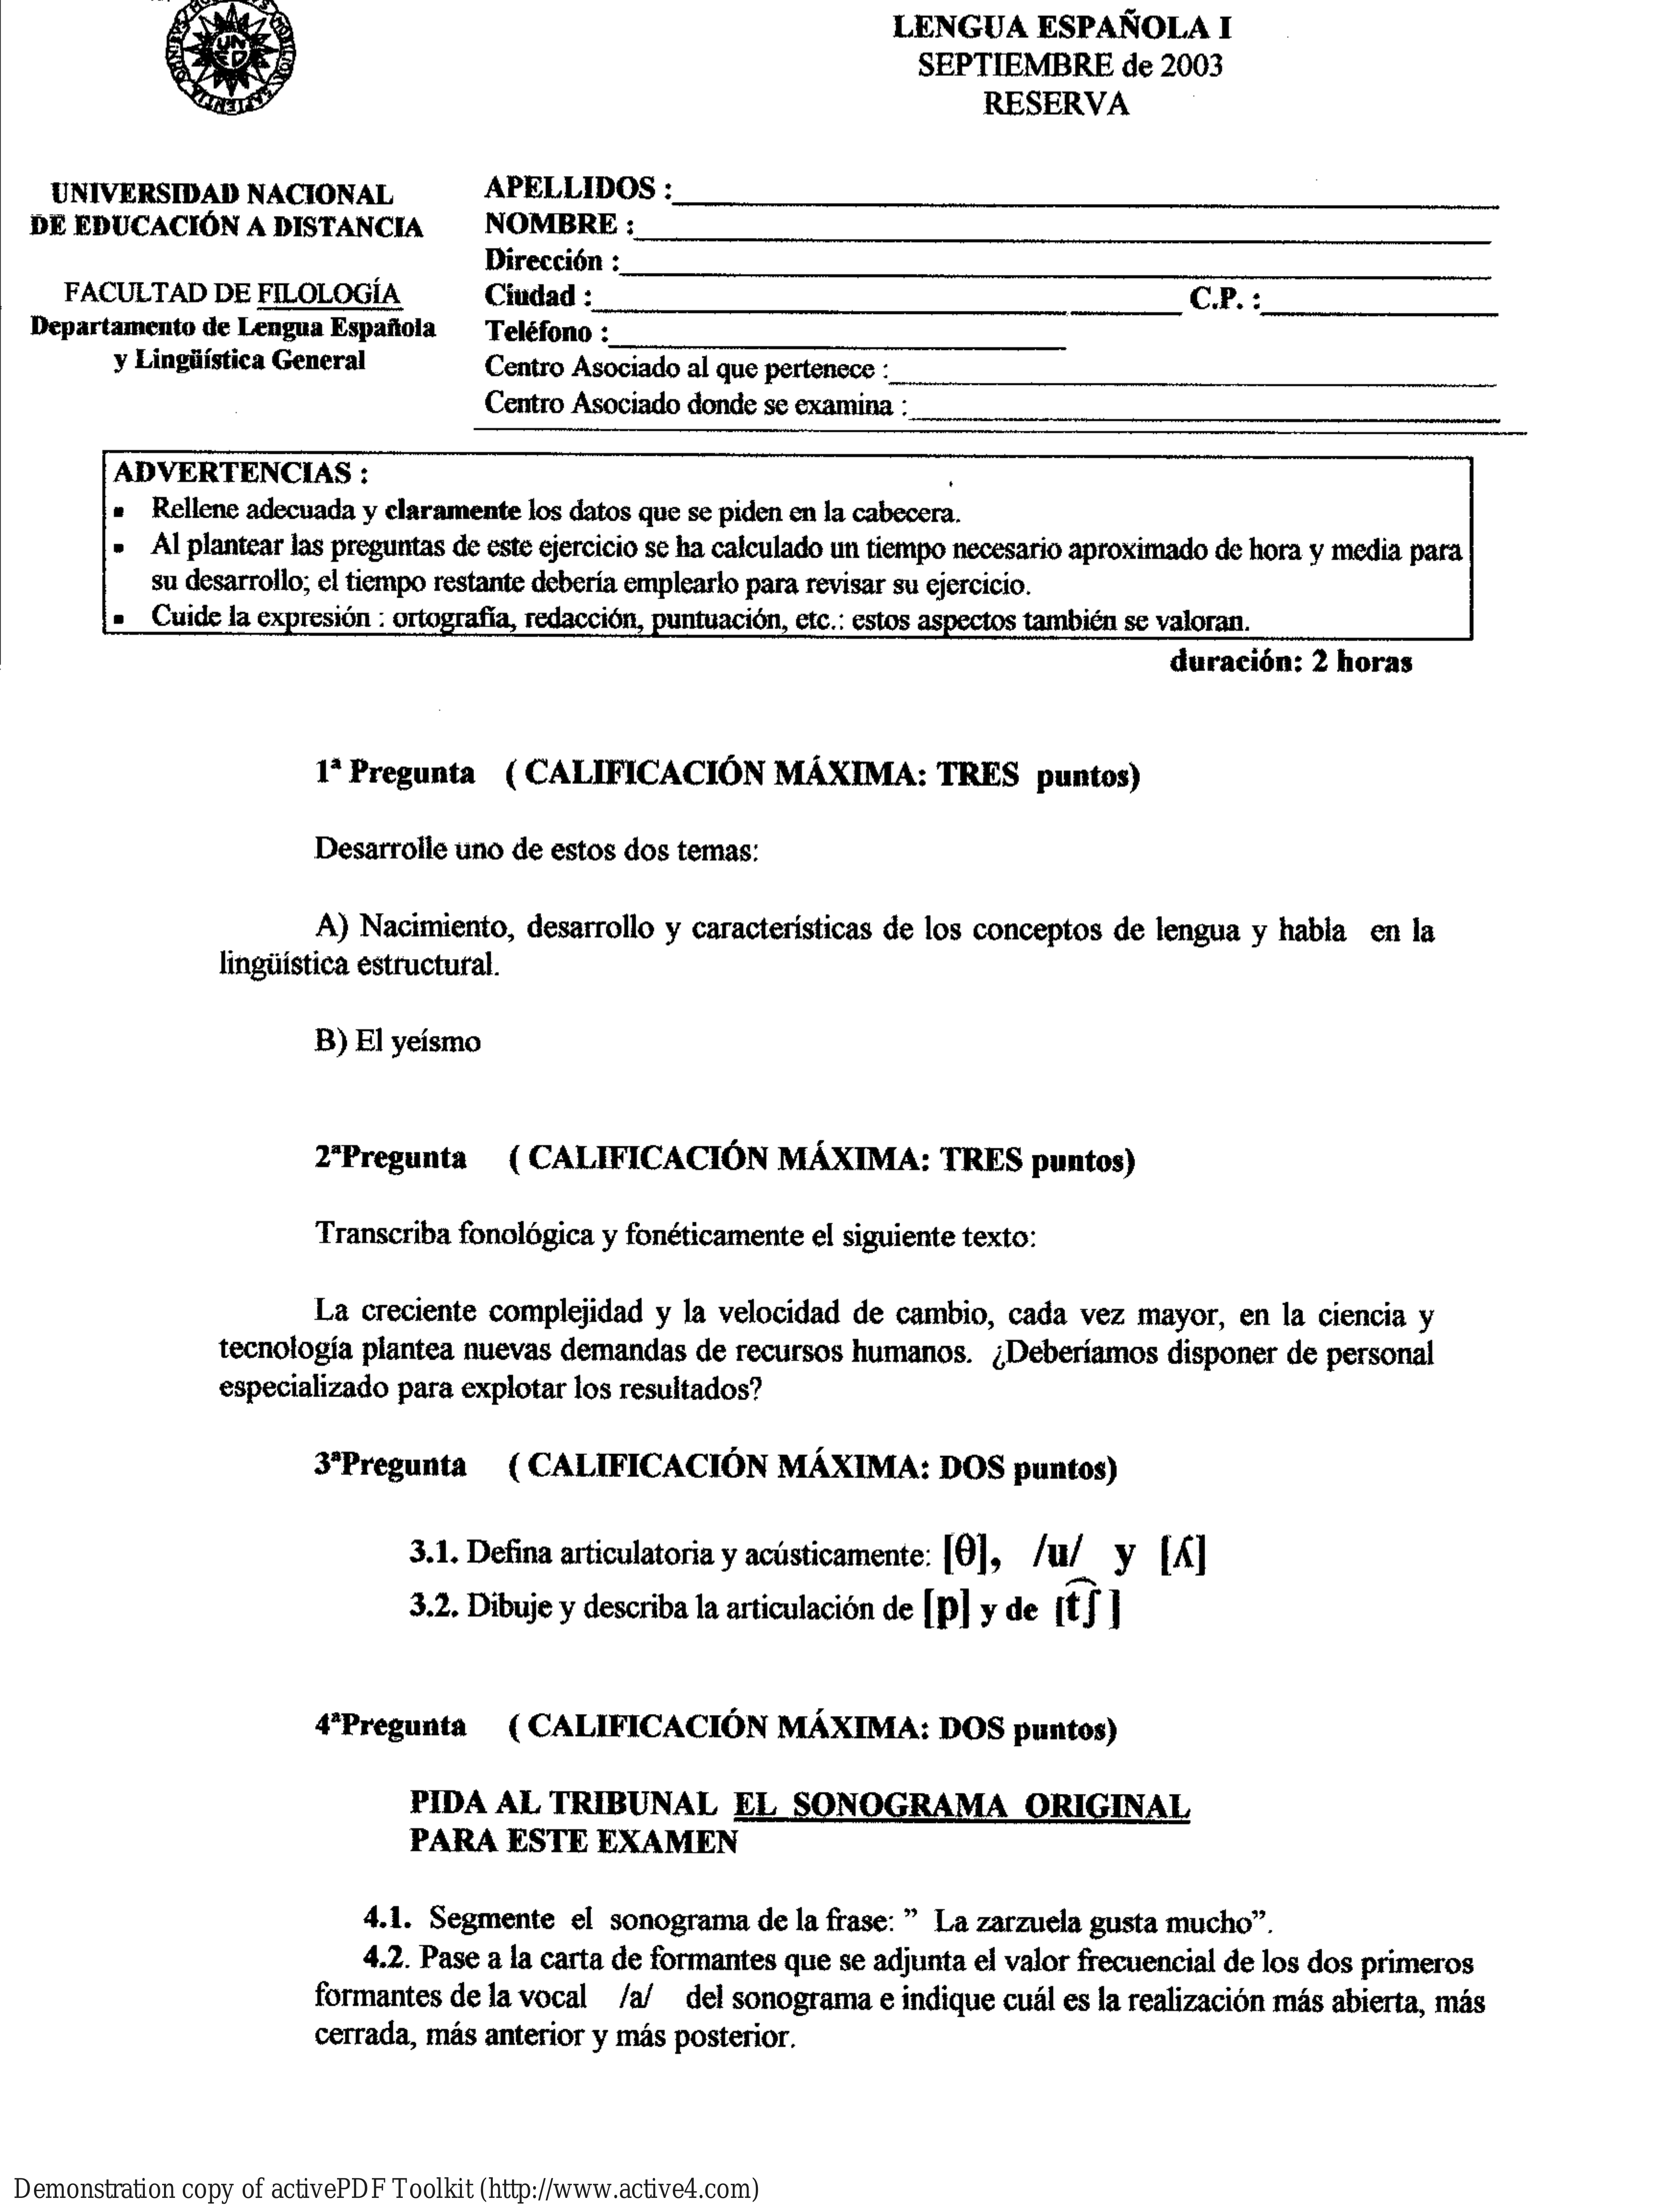 LENGUA ESPAÑOLA I
SEPTIEMBRE de 2003
RESERVA
UNED
UNIVERSIDAD NACIONAL
DE EDUCACIÓN A DISTANCIA
FACULTAD DE FILOLOGÍA
Departamento de Lengua Española
y Lingüística General
APELLIDOS :
NOMBRE :
Dirección :
Ciudad : C.P. :
Teléfono :
Centro Asociado al que pertenece :
Centro Asociado donde se examina :
ADVERTENCIAS :
▪ Rellene adecuada y claramente los datos que se piden en la cabecera.
▪ Al plantear las preguntas de este ejercicio se ha calculado un tiempo necesario aproximado de hora y media para
su desarrollo; el tiempo restante debería emplearlo para revisar su ejercicio.
▪ Cuide la expresión : ortografía, redacción, puntuación, etc.: estos aspectos también se valoran.
duración: 2 horas
1ª Pregunta ( CALIFICACIÓN MÁXIMA: TRES puntos)
Desarrolle uno de estos dos temas:
A) Nacimiento, desarrollo y características de los conceptos de lengua y habla en la
lingüística estructural.
B) El yeísmo
2ªPregunta ( CALIFICACIÓN MÁXIMA: TRES puntos)
Transcriba fonológica y fonéticamente el siguiente texto:
La creciente complejidad y la velocidad de cambio, cada vez mayor, en la ciencia y
tecnología plantea nuevas demandas de recursos humanos. ¿Deberíamos disponer de personal
especializado para explotar los resultados?
3ªPregunta ( CALIFICACIÓN MÁXIMA: DOS puntos)
3.1. Defina articulatoria y acústicamente: [θ], /u/ y [ʎ]
3.2. Dibuje y describa la articulación de [p] y de [t͡ʃ ]
4ªPregunta ( CALIFICACIÓN MÁXIMA: DOS puntos)
PIDA AL TRIBUNAL EL SONOGRAMA ORIGINAL
PARA ESTE EXAMEN
4.1. Segmente el sonograma de la frase: ” La zarzuela gusta mucho”.
4.2. Pase a la carta de formantes que se adjunta el valor frecuencial de los dos primeros
formantes de la vocal /a/ del sonograma e indique cuál es la realización más abierta, más
cerrada, más anterior y más posterior.
Demonstration copy of activePDF Toolkit (http://www.active4.com)